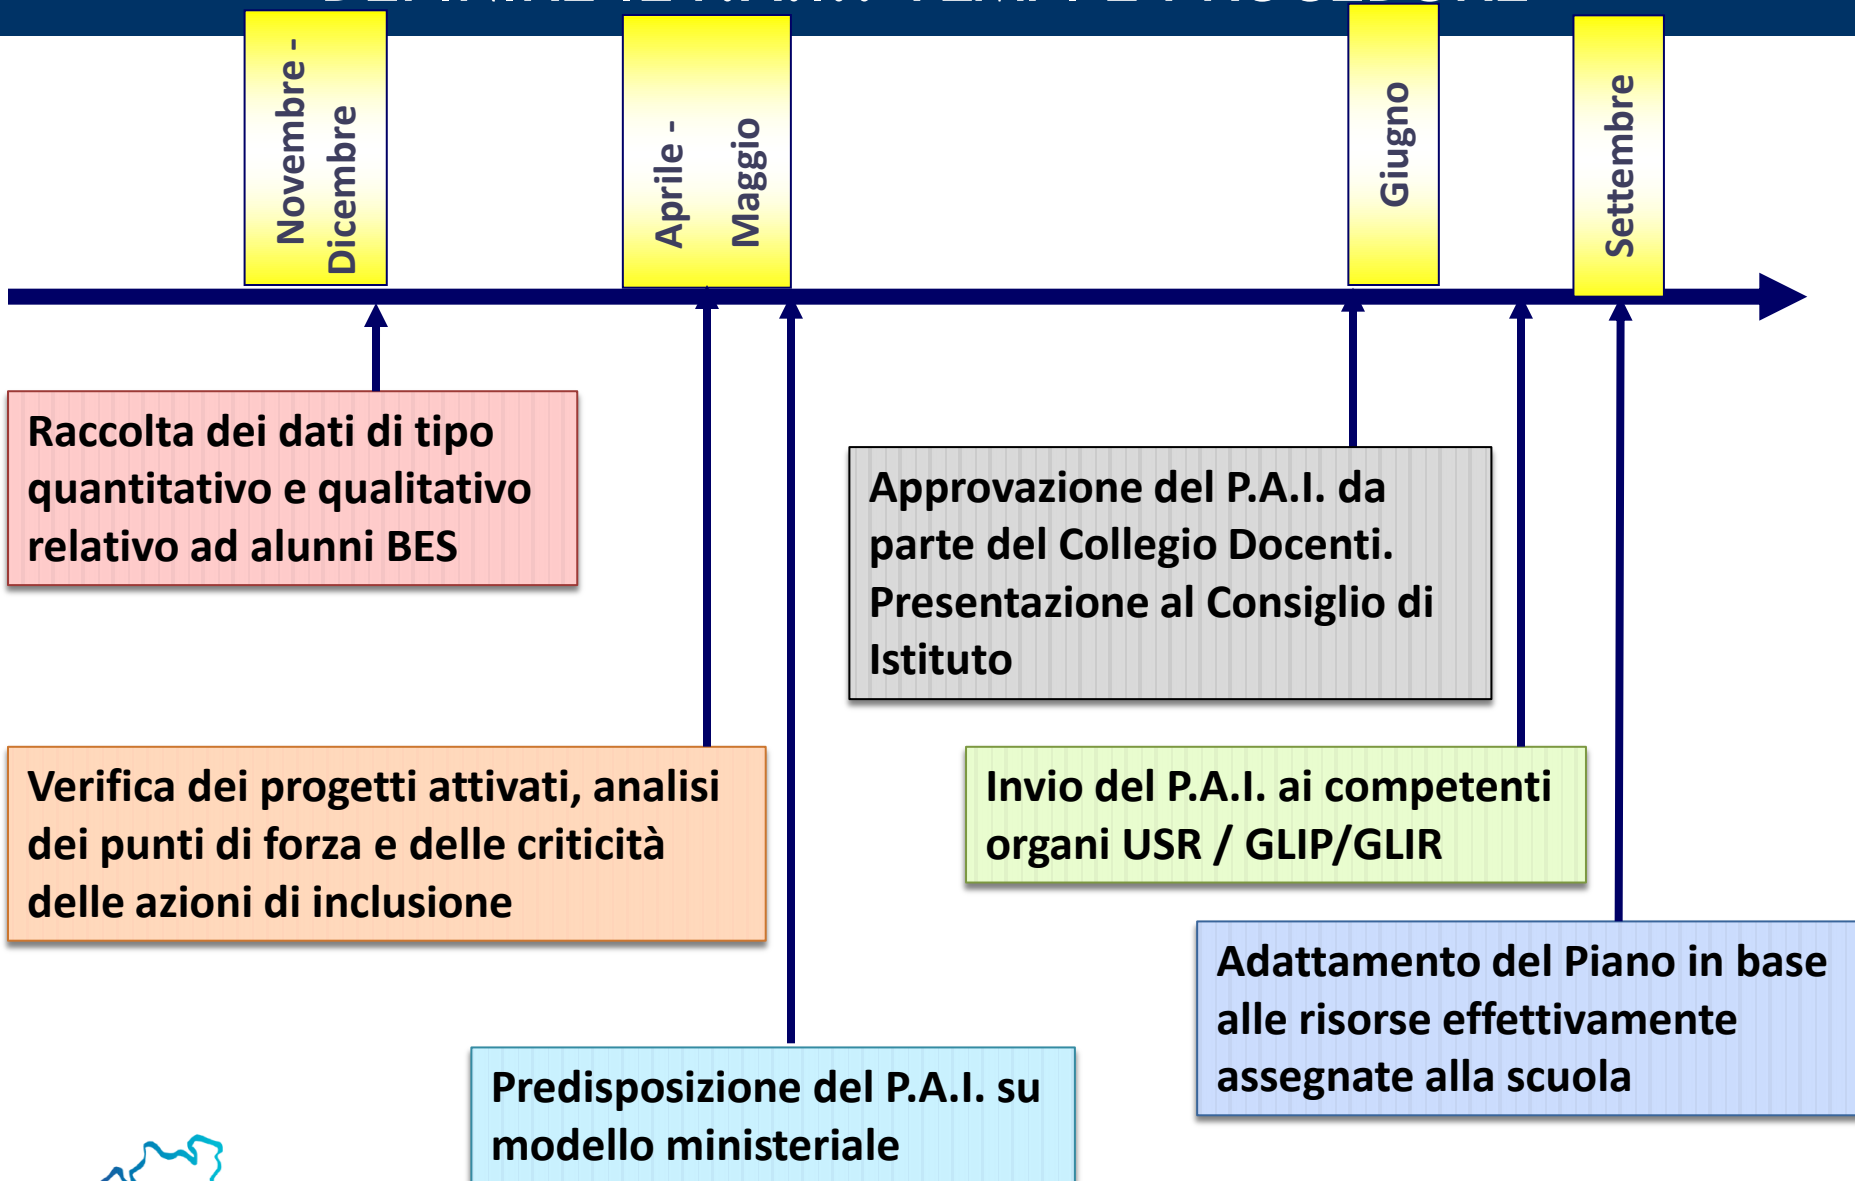 Novembre -
Dicembre
Aprile -
Maggio
Giugno
Settembre
Raccolta dei dati di tipo
quantitativo e qualitativo
relativo ad alunni BES
Approvazione del P.A.I. da
parte del Collegio Docenti.
Presentazione al Consiglio di
Istituto
Verifica dei progetti attivati, analisi
dei punti di forza e delle criticità
delle azioni di inclusione
Invio del P.A.I. ai competenti
organi USR / GLIP/GLIR
Adattamento del Piano in base
alle risorse effettivamente
assegnate alla scuola
Predisposizione del P.A.I. su
modello ministeriale